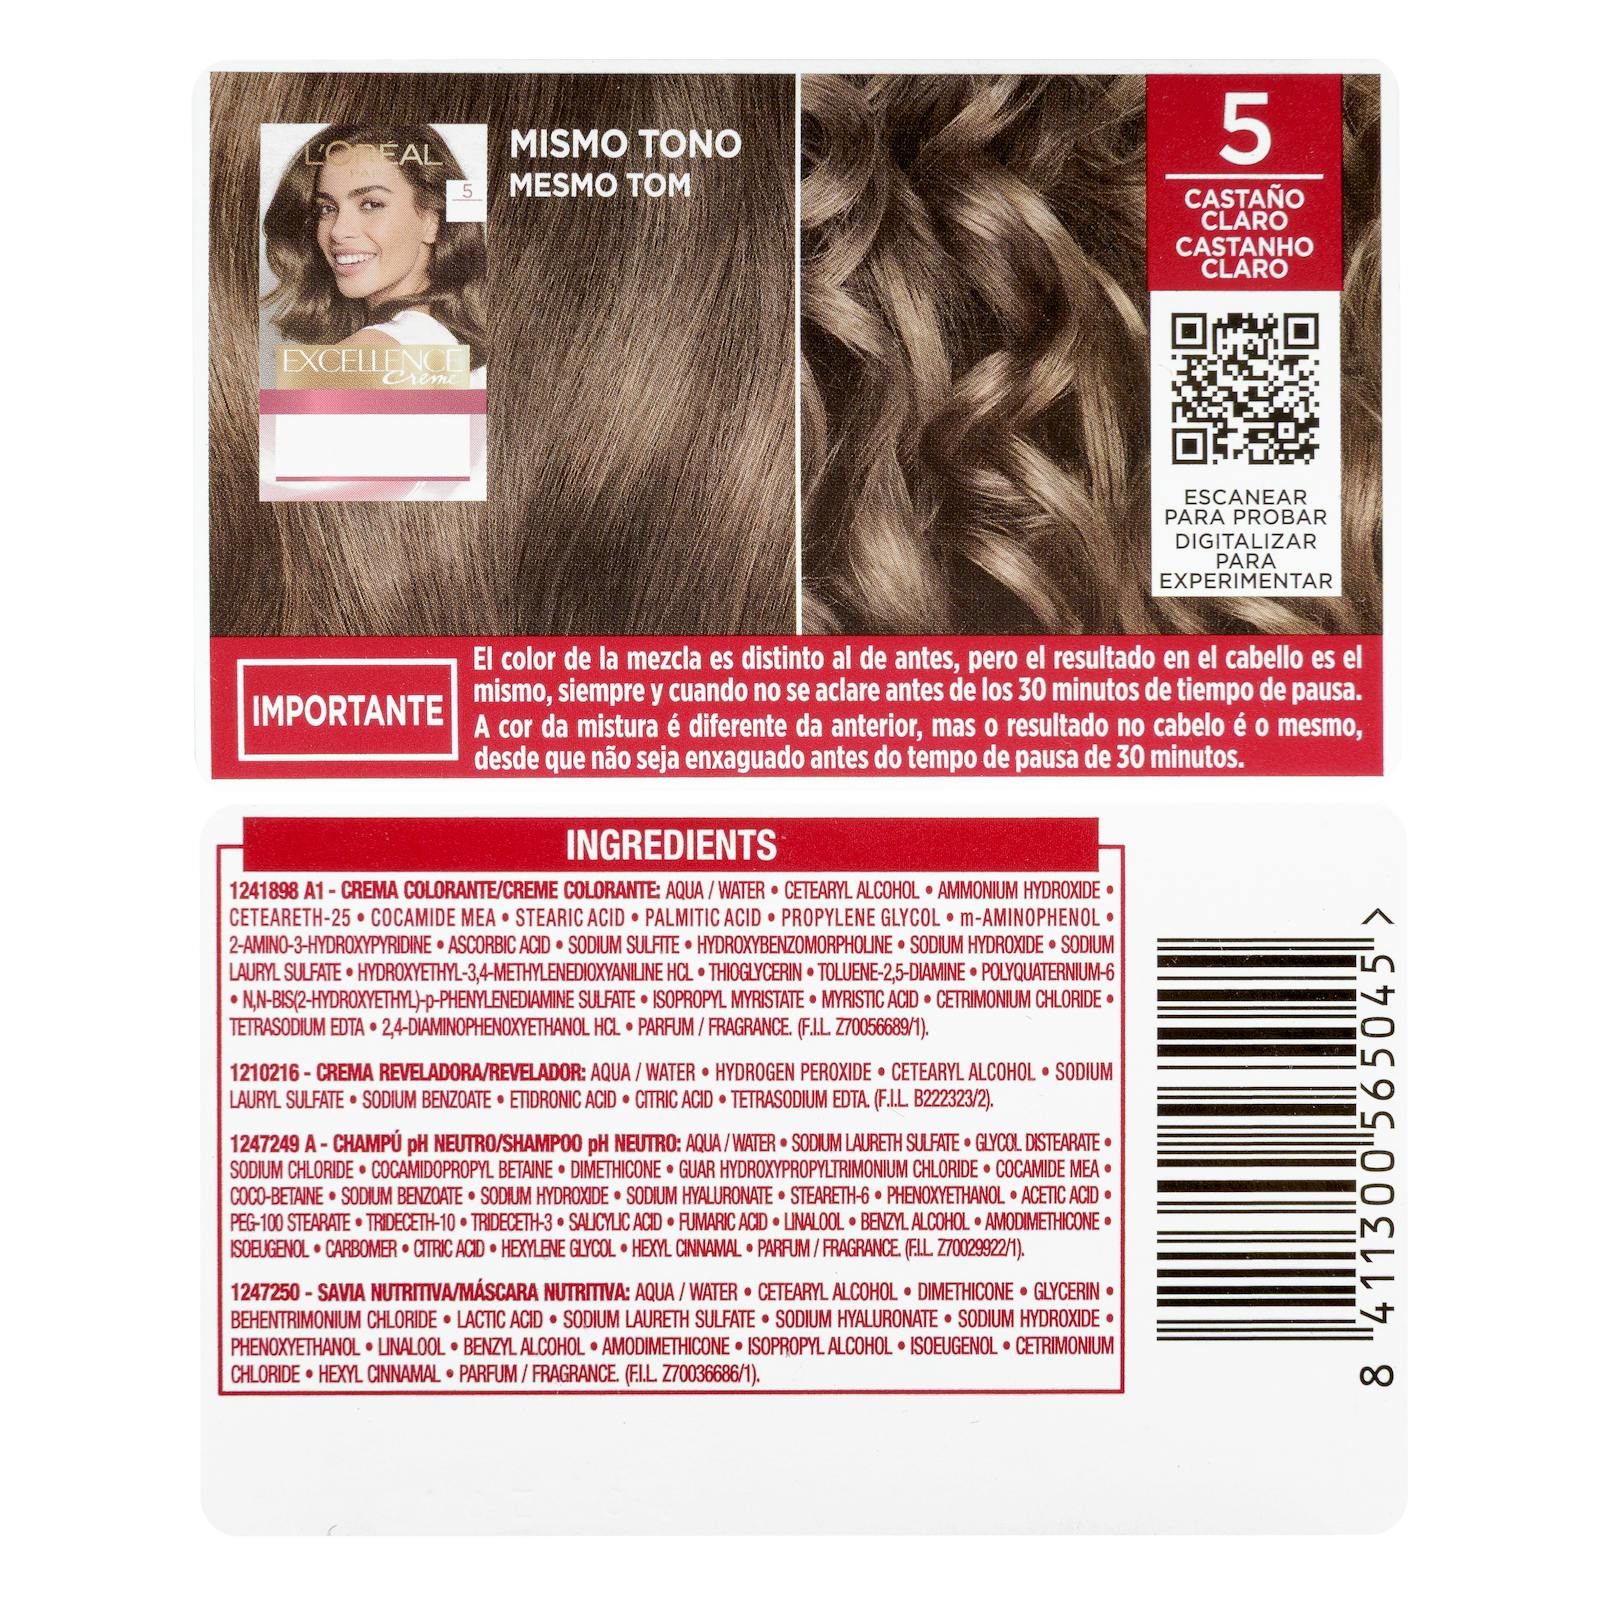 L'ORÉAL
5
MISMO TONO
MESMO TOM
EXCELLENCE
Creme
5
CASTAÑO
CLARO
CASTANHO
CLARO
ESCANEAR
PARA PROBAR
DIGITALIZAR
PARA
EXPERIMENTAR
IMPORTANTE
El color de la mezcla es distinto al de antes, pero el resultado en el cabello es el
mismo, siempre y cuando no se aclare antes de los 30 minutos de tiempo de pausa.
A cor da mistura é diferente da anterior, mas o resultado no cabelo é o mesmo,
desde que não seja enxaguado antes do tempo de pausa de 30 minutos.
INGREDIENTS
1241898 A1 - CREMA COLORANTE/CREME COLORANTE: AQUA / WATER • CETEARYL ALCOHOL • AMMONIUM HYDROXIDE •
CETEARETH-25 • COCAMIDE MEA • STEARIC ACID • PALMITIC ACID • PROPYLENE GLYCOL • m-AMINOPHENOL •
2-AMINO-3-HYDROXYPYRIDINE • ASCORBIC ACID • SODIUM SULFITE • HYDROXYBENZOMORPHOLINE • SODIUM HYDROXIDE • SODIUM
LAURYL SULFATE • HYDROXYETHYL-3,4-METHYLENEDIOXYANILINE HCL • THIOGLYCERIN • TOLUENE-2,5-DIAMINE • POLYQUATERNIUM-6
• N,N-BIS(2-HYDROXYETHYL)-p-PHENYLENEDIAMINE SULFATE • ISOPROPYL MYRISTATE • MYRISTIC ACID • CETRIMONIUM CHLORIDE •
TETRASODIUM EDTA • 2,4-DIAMINOPHENOXYETHANOL HCL • PARFUM / FRAGRANCE. (F.I.L. Z70056689/1).
1210216 - CREMA REVELADORA/REVELADOR: AQUA / WATER • HYDROGEN PEROXIDE • CETEARYL ALCOHOL • SODIUM
LAURYL SULFATE • SODIUM BENZOATE • ETIDRONIC ACID • CITRIC ACID • TETRASODIUM EDTA. (F.I.L. B222323/2).
1247249 A - CHAMPÚ pH NEUTRO/SHAMPOO pH NEUTRO: AQUA / WATER • SODIUM LAURETH SULFATE • GLYCOL DISTEARATE •
SODIUM CHLORIDE • COCAMIDOPROPYL BETAINE • DIMETHICONE • GUAR HYDROXYPROPYLTRIMONIUM CHLORIDE • COCAMIDE MEA •
COCO-BETAINE • SODIUM BENZOATE • SODIUM HYDROXIDE • SODIUM HYALURONATE • STEARETH-6 • PHENOXYETHANOL • ACETIC ACID •
PEG-100 STEARATE • TRIDECETH-10 • TRIDECETH-3 • SALICYLIC ACID • FUMARIC ACID • LINALOOL • BENZYL ALCOHOL • AMODIMETHICONE •
ISOEUGENOL • CARBOMER • CITRIC ACID • HEXYLENE GLYCOL • HEXYL CINNAMAL • PARFUM / FRAGRANCE. (F.I.L. Z70029922/1).
1247250 - SAVIA NUTRITIVA/MÁSCARA NUTRITIVA: AQUA / WATER • CETEARYL ALCOHOL • DIMETHICONE • GLYCERIN •
BEHENTRIMONIUM CHLORIDE • LACTIC ACID • SODIUM LAURETH SULFATE • SODIUM HYALURONATE • SODIUM HYDROXIDE •
PHENOXYETHANOL • LINALOOL • BENZYL ALCOHOL • AMODIMETHICONE • ISOPROPYL ALCOHOL • ISOEUGENOL • CETRIMONIUM
CHLORIDE • HEXYL CINNAMAL • PARFUM / FRAGRANCE. (F.I.L. Z70036686/1).
8 411300 565045 >